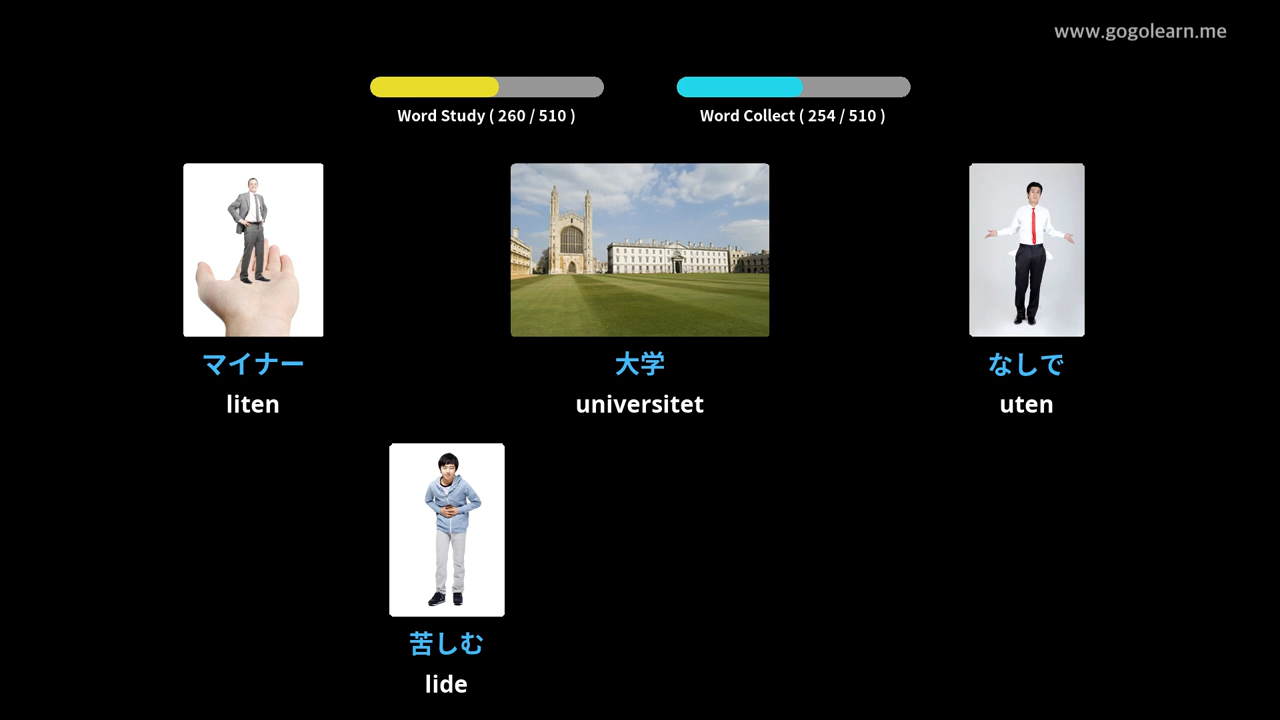 www.gogolearn.me
Word Study ( 260 / 510 )
Word Collect ( 254 / 510 )
マイナー
liten
大学
universitet
なしで
uten
苦しむ
lide